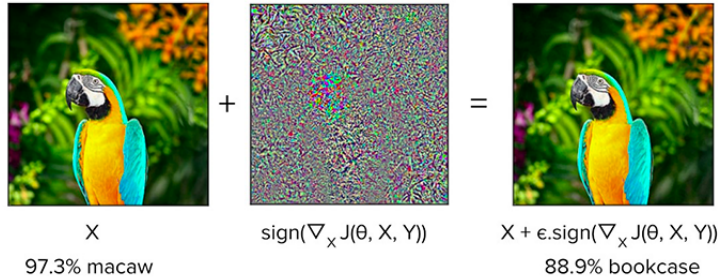 +
=
X
sign(∇ₓJ(θ, X, Y))
X + ϵ.sign(∇ₓJ(θ, X, Y))
97.3% macaw
88.9% bookcase